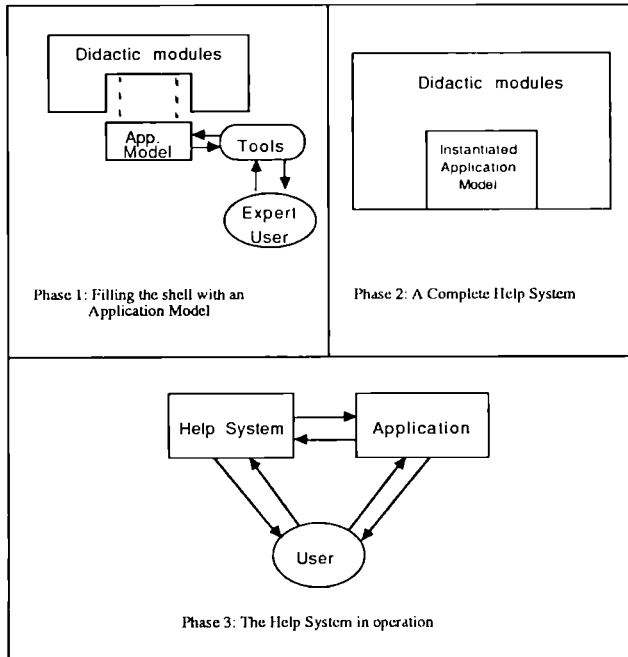 Didactic modules
App.
Model
Tools
Expert
User
Phase 1: Filling the shell with an
Application Model
Didactic modules
Instantiated
Application
Model
Phase 2: A Complete Help System
Help System
Application
User
Phase 3: The Help System in operation